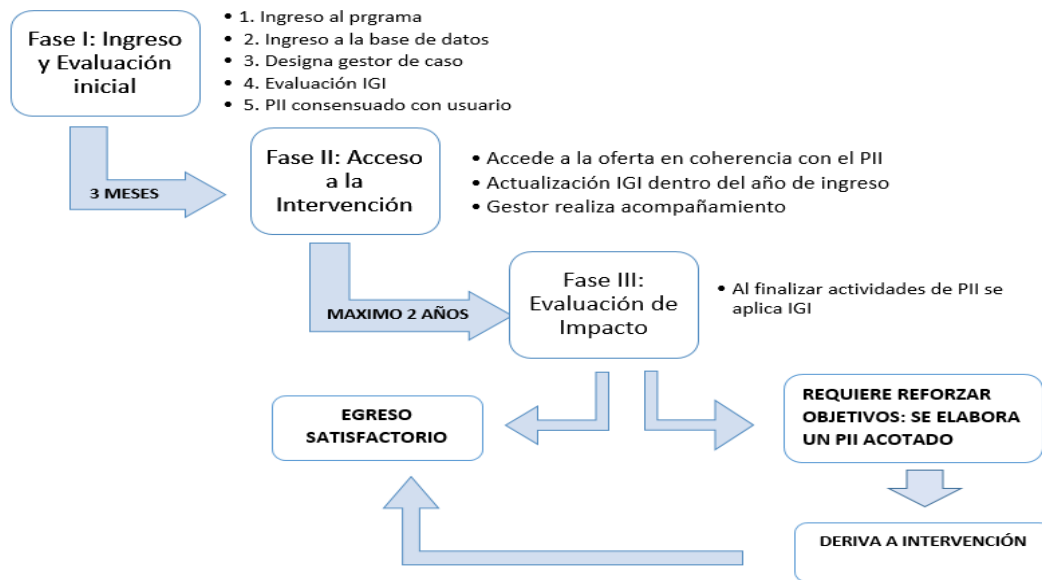 Fase I: Ingreso
y Evaluación
inicial
• 1. Ingreso al prgrama
• 2. Ingreso a la base de datos
• 3. Designa gestor de caso
• 4. Evaluación IGI
• 5. PII consensuado con usuario
3 MESES
Fase II: Acceso
a la
Intervención
• Accede a la oferta en coherencia con el PII
• Actualización IGI dentro del año de ingreso
• Gestor realiza acompañamiento
MAXIMO 2 AÑOS
Fase III:
Evaluación de
Impacto
• Al finalizar actividades de PII se
aplica IGI
EGRESO
SATISFACTORIO
REQUIERE REFORZAR
OBJETIVOS: SE ELABORA
UN PII ACOTADO
DERIVA A INTERVENCIÓN